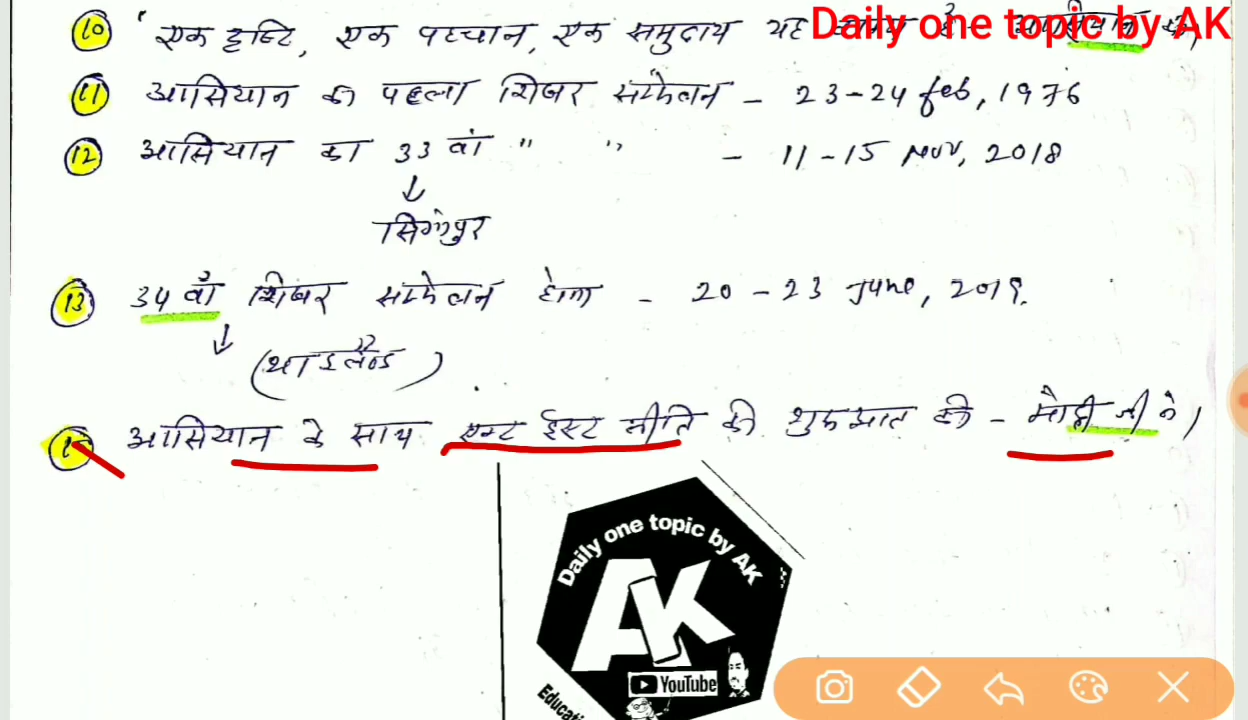 Daily one topic by AK
10 " एक दृष्टि, एक पहचान, एक समुदाय यह
11 आसियान का पहला शिखर सम्मेलन – 23-24 feb, 1976
12 आसियान का 33 वां " " – 11-15 Nov, 2018
↓
सिंगापुर
13 34 वाँ शिखर सम्मेलन होगा – 20-23 June, 2019.
↓
(थाइलैंड)
आसियान के साथ एक्ट ईस्ट नीति की शुरुआत की – मोदी जी ने।
Daily one topic by AK
AK
YouTube